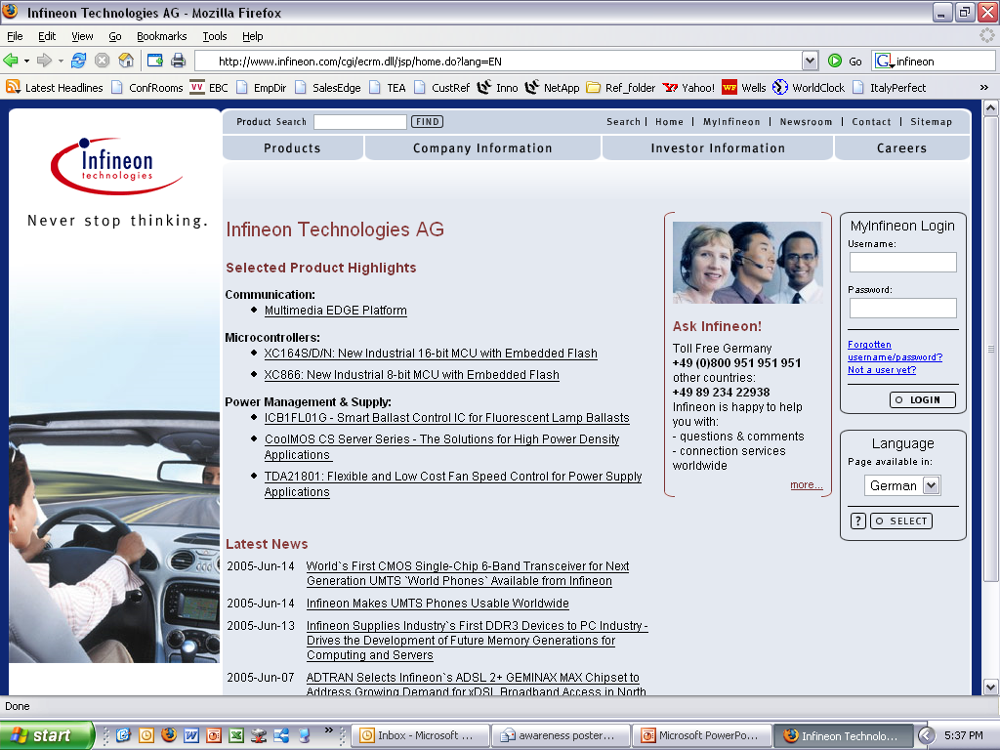 Infineon Technologies AG - Mozilla Firefox
File Edit View Go Bookmarks Tools Help
http://www.infineon.com/cgi/ecrm.dll/jsp/home.do?lang=EN
Go
G
infineon
Latest Headlines ConfRooms VV EBC EmpDir SalesEdge TEA CustRef Inno NetApp Ref_folder Yahoo! WF Wells WorldClock ItalyPerfect »
Infineon
technologies
Never stop thinking.
Product Search FIND
Search | Home | MyInfineon | Newsroom | Contact | Sitemap
Products Company Information Investor Information Careers
Infineon Technologies AG
Selected Product Highlights
Communication:
Multimedia EDGE Platform
Microcontrollers:
XC164S/D/N: New Industrial 16-bit MCU with Embedded Flash
XC866: New Industrial 8-bit MCU with Embedded Flash
Power Management & Supply:
ICB1FL01G - Smart Ballast Control IC for Fluorescent Lamp Ballasts
CoolMOS CS Server Series - The Solutions for High Power Density
Applications
TDA21801: Flexible and Low Cost Fan Speed Control for Power Supply
Applications
Latest News
2005-Jun-14 World`s First CMOS Single-Chip 6-Band Transceiver for Next
Generation UMTS `World Phones` Available from Infineon
2005-Jun-14 Infineon Makes UMTS Phones Usable Worldwide
2005-Jun-13 Infineon Supplies Industry`s First DDR3 Devices to PC Industry -
Drives the Development of Future Memory Generations for
Computing and Servers
2005-Jun-07 ADTRAN Selects Infineon`s ADSL 2+ GEMINAX MAX Chipset to
Address Growing Demand for xDSL Broadband Access in North
Ask Infineon!
Toll Free Germany
+49 (0)800 951 951 951
other countries:
+49 89 234 22938
Infineon is happy to help
you with:
- questions & comments
- connection services
worldwide
more...
MyInfineon Login
Username:
Password:
Forgotten
username/password?
Not a user yet?
LOGIN
Language
Page available in:
German
? SELECT
Done
start » Inbox - Microsoft ... awareness poster... Microsoft PowerPo... Infineon Technolo... 5:37 PM